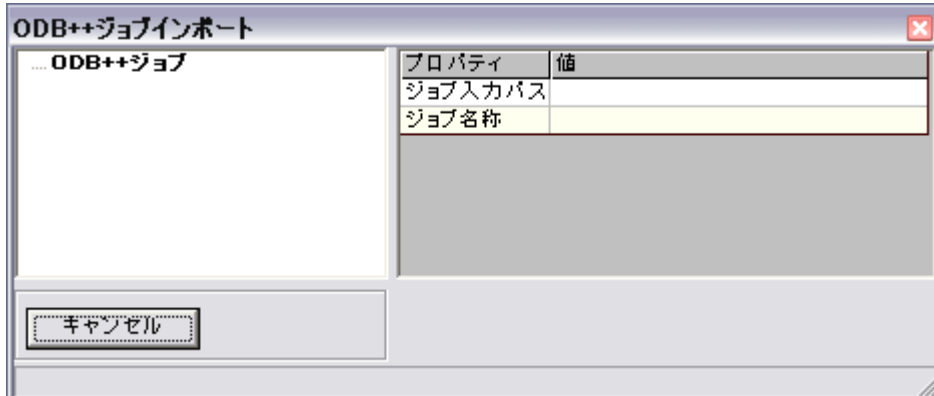 ODB++ジョブインポート
ODB++ジョブ
プロパティ 値
ジョブ入力パス
ジョブ名称
キャンセル